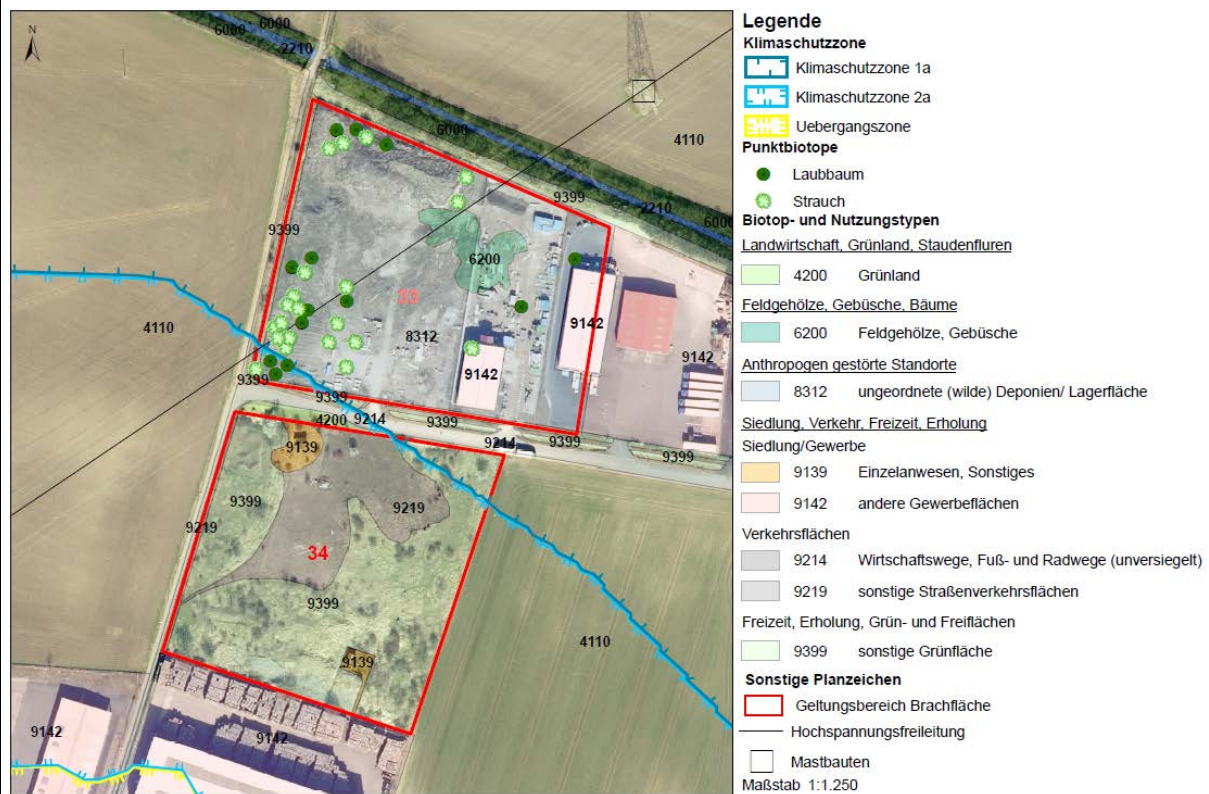 N
6000
6000
2210
6000
4110
9399
2210
6000
9399
6200
33
4110
8312
9142
9142
9142
9399
9399
4200
9214
9399
9399
9214
9399
9139
9399
9219
9219
34
9399
4110
9139
9142
9142
Legende
Klimaschutzzone
Klimaschutzzone 1a
Klimaschutzzone 2a
Uebergangszone
Punktbiotope
Laubbaum
Strauch
Biotop- und Nutzungstypen
Landwirtschaft, Grünland, Staudenfluren
4200 Grünland
Feldgehölze, Gebüsche, Bäume
6200 Feldgehölze, Gebüsche
Anthropogen gestörte Standorte
8312 ungeordnete (wilde) Deponien/ Lagerfläche
Siedlung, Verkehr, Freizeit, Erholung
Siedlung/Gewerbe
9139 Einzelanwesen, Sonstiges
9142 andere Gewerbeflächen
Verkehrsflächen
9214 Wirtschaftswege, Fuß- und Radwege (unversiegelt)
9219 sonstige Straßenverkehrsflächen
Freizeit, Erholung, Grün- und Freiflächen
9399 sonstige Grünfläche
Sonstige Planzeichen
Geltungsbereich Brachfläche
Hochspannungsfreileitung
Mastbauten
Maßstab 1:1.250